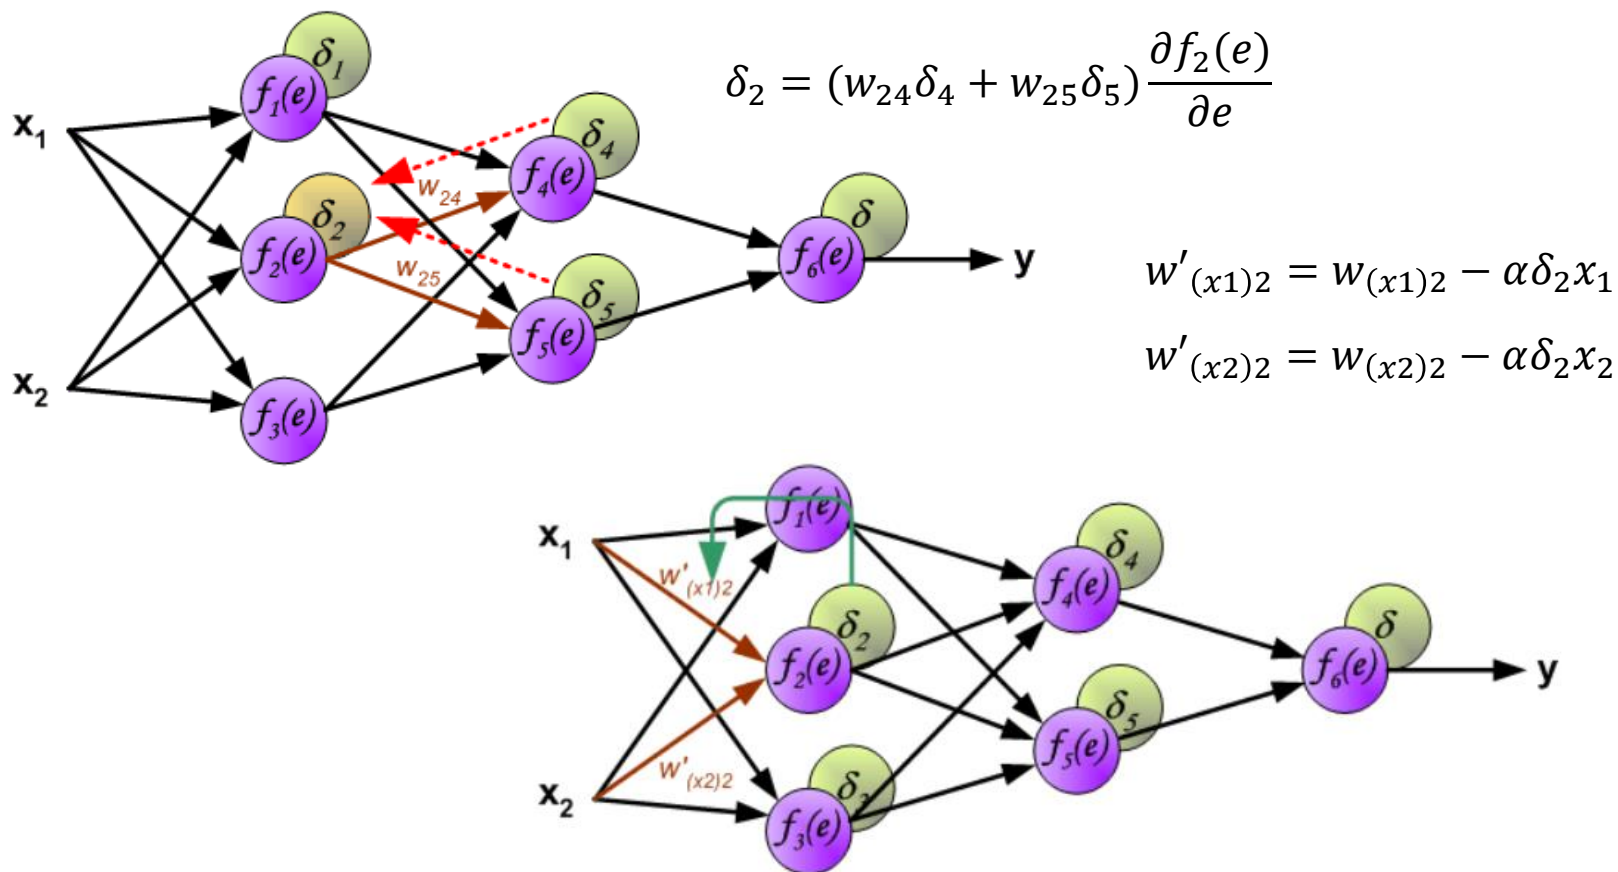 δ₁
f₁(e)
δ₂ = (w₂₄δ₄ + w₂₅δ₅) ∂f₂(e)/∂e
x₁
δ₄
f₄(e)
w₂₄
δ₂
f₂(e)
δ
f₆(e)
y
w₂₅
δ₅
f₅(e)
w'₍ₓ₁₎₂ = w₍ₓ₁₎₂ − αδ₂x₁
w'₍ₓ₂₎₂ = w₍ₓ₂₎₂ − αδ₂x₂
x₂
f₃(e)
f₁(e)
x₁
δ₄
f₄(e)
w'₍ₓ₁₎₂
δ₂
f₂(e)
δ
f₆(e)
y
δ₅
f₅(e)
w'₍ₓ₂₎₂
x₂
δ₃
f₃(e)